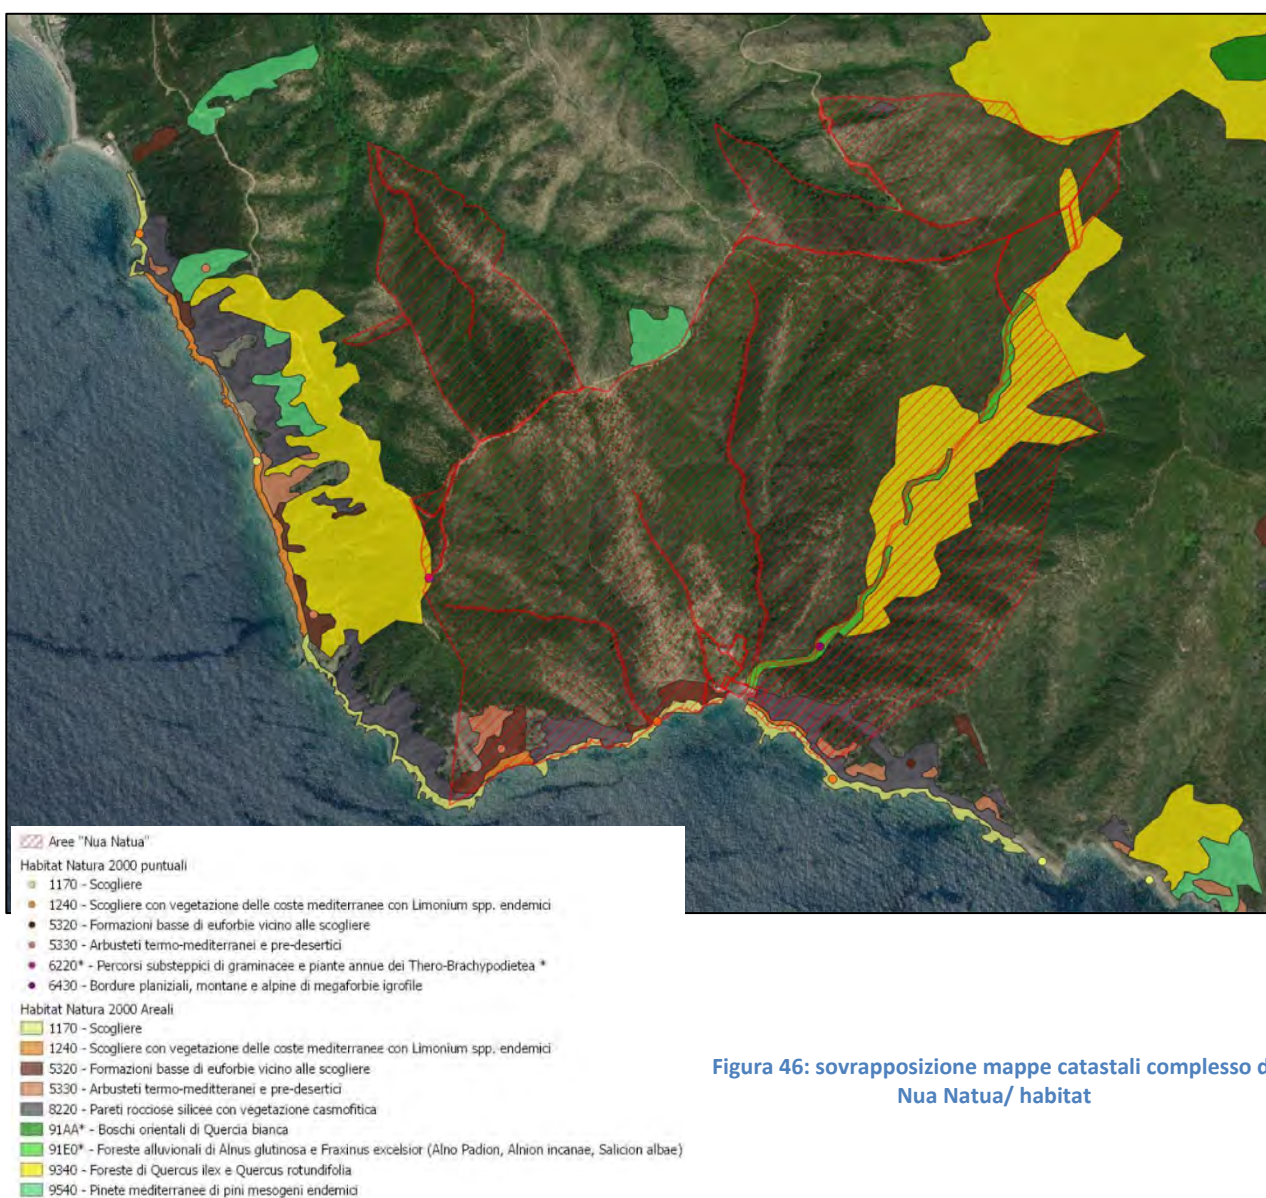 Aree "Nua Natua"
Habitat Natura 2000 puntuali
1170 - Scogliere
1240 - Scogliere con vegetazione delle coste mediterranee con Limonium spp. endemici
5320 - Formazioni basse di euforbie vicino alle scogliere
5330 - Arbusteti termo-mediterranei e pre-desertici
6220* - Percorsi substeppici di graminacee e piante annue dei Thero-Brachypodietea *
6430 - Bordure planiziali, montane e alpine di megaforbie igrofile
Habitat Natura 2000 Areali
1170 - Scogliere
1240 - Scogliere con vegetazione delle coste mediterranee con Limonium spp. endemici
5320 - Formazioni basse di euforbie vicino alle scogliere
5330 - Arbusteti termo-meditteranei e pre-desertici
8220 - Pareti rocciose silicee con vegetazione casmofitica
91AA* - Boschi orientali di Quercia bianca
91E0* - Foreste alluvionali di Alnus glutinosa e Fraxinus excelsior (Alno Padion, Alnion incanae, Salicion albae)
9340 - Foreste di Quercus ilex e Quercus rotundifolia
9540 - Pinete mediterranee di pini mesogeni endemici
Figura 46: sovrapposizione mappe catastali complesso d
Nua Natua/ habitat